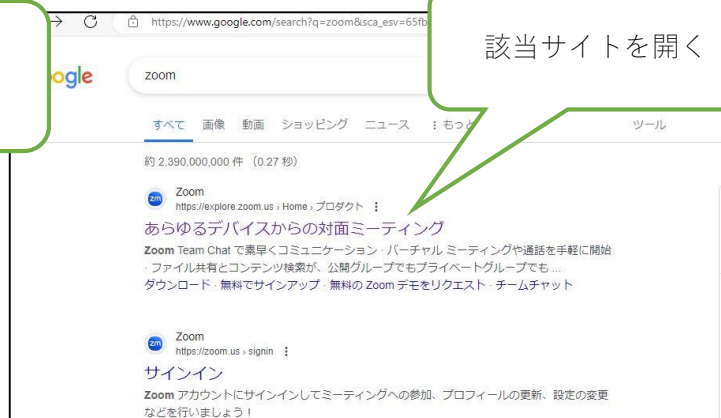 https://www.google.com/search?q=zoom&sca_esv=65fb
該当サイトを開く
ogle
zoom
すべて 画像 動画 ショッピング ニュース もっと ツール
約 2,390,000,000 件 (0.27 秒)
Zoom
https://explore.zoom.us › Home › プロダクト
あらゆるデバイスからの対面ミーティング
Zoom Team Chat で素早くコミュニケーション · バーチャル ミーティングや通話を手軽に開始
· ファイル共有とコンテンツ検索が、公開グループでもプライベートグループでも ...
ダウンロード · 無料でサインアップ · 無料の Zoom デモをリクエスト · チームチャット
Zoom
https://zoom.us › signin
サインイン
Zoom アカウントにサインインしてミーティングへの参加、プロフィールの更新、設定の変更
などを行いましょう!